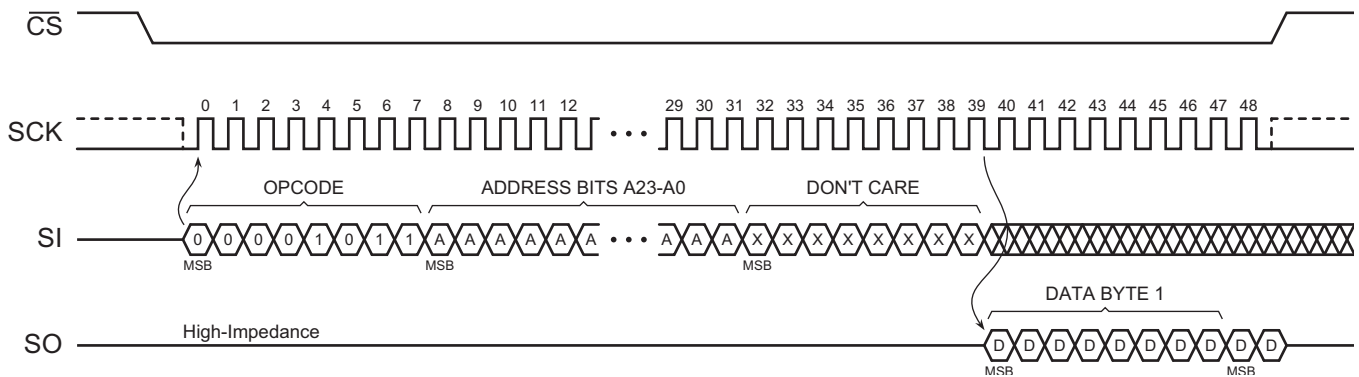 CS
0 1 2 3 4 5 6 7 8 9 10 11 12 29 30 31 32 33 34 35 36 37 38 39 40 41 42 43 44 45 46 47 48
SCK
OPCODE ADDRESS BITS A23-A0 DON'T CARE
SI 0 0 0 0 1 0 1 1 A A A A A A A A A X X X X X X X X
MSB MSB MSB
DATA BYTE 1
High-Impedance
SO D D D D D D D D D D
MSB MSB